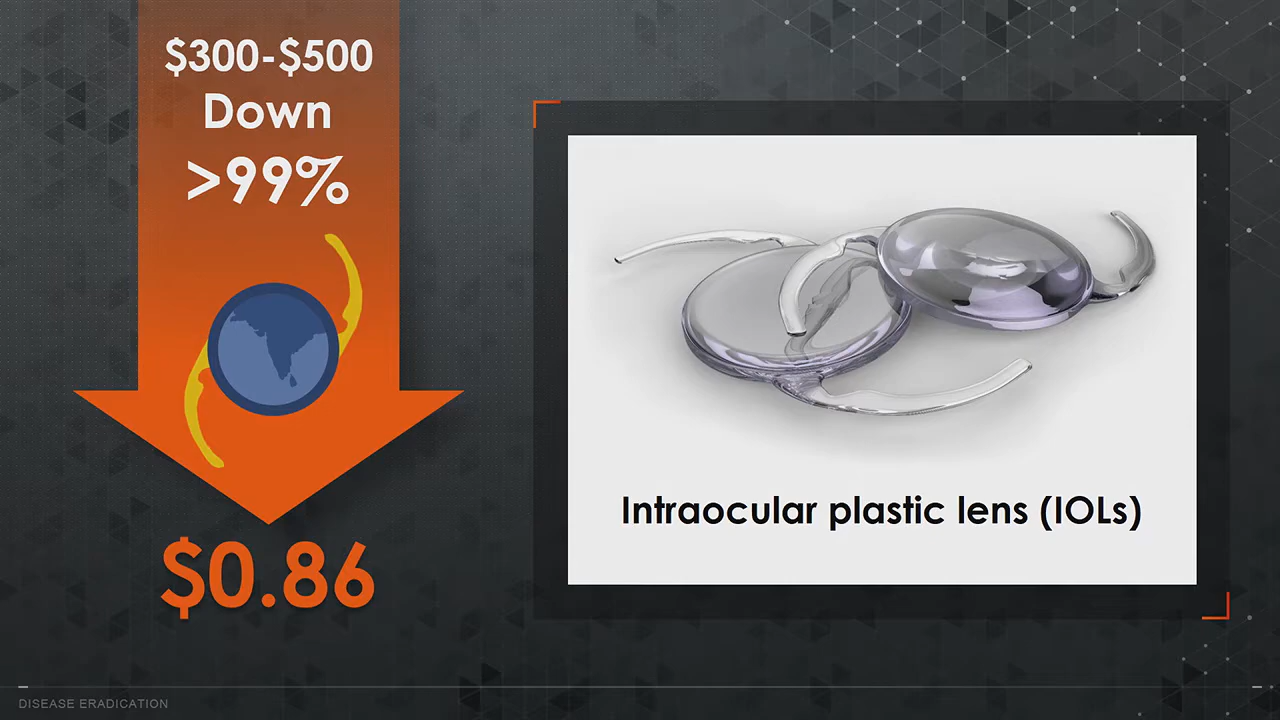 $300-$500
Down
>99%
$0.86
Intraocular plastic lens (IOLs)
DISEASE ERADICATION